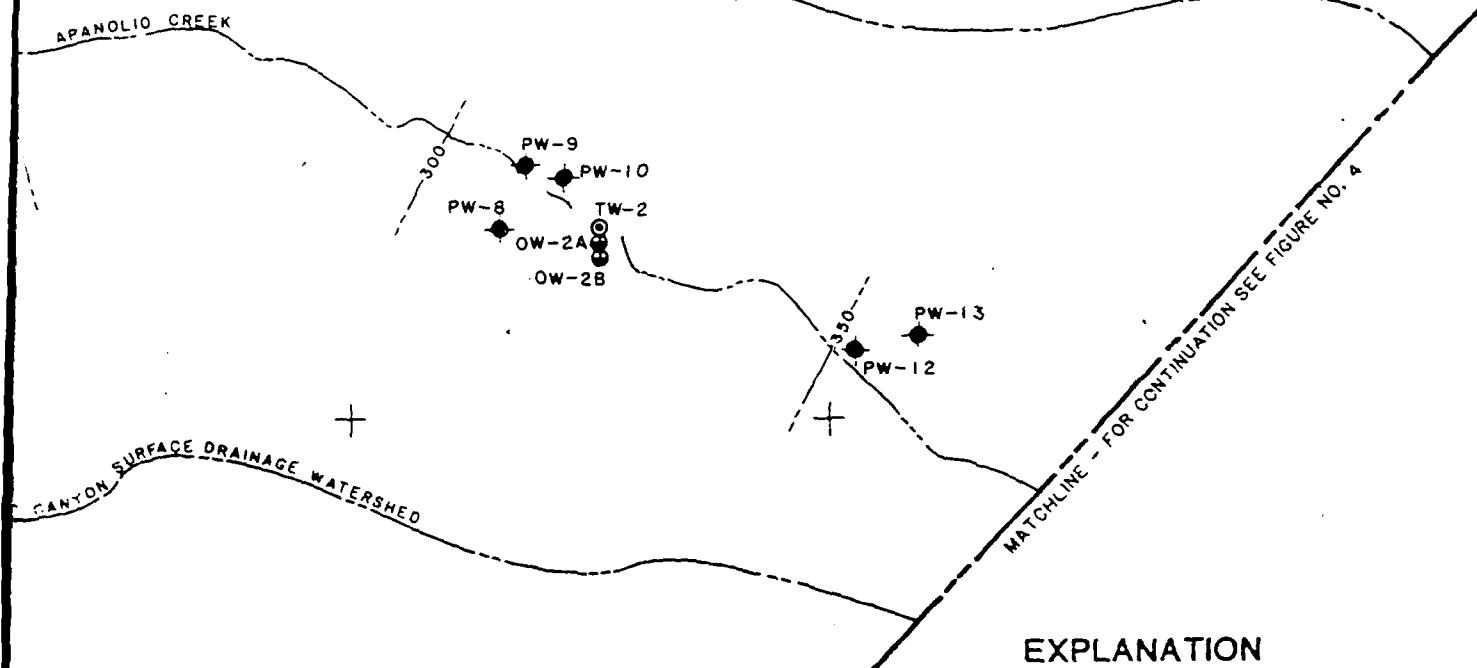 APANOLIO CREEK
300
PW-9
PW-10
PW-8
TW-2
OW-2A
OW-2B
350
PW-13
PW-12
MATCHLINE - FOR CONTINUATION SEE FIGURE NO. 4
CANYON SURFACE DRAINAGE WATERSHED
EXPLANATION